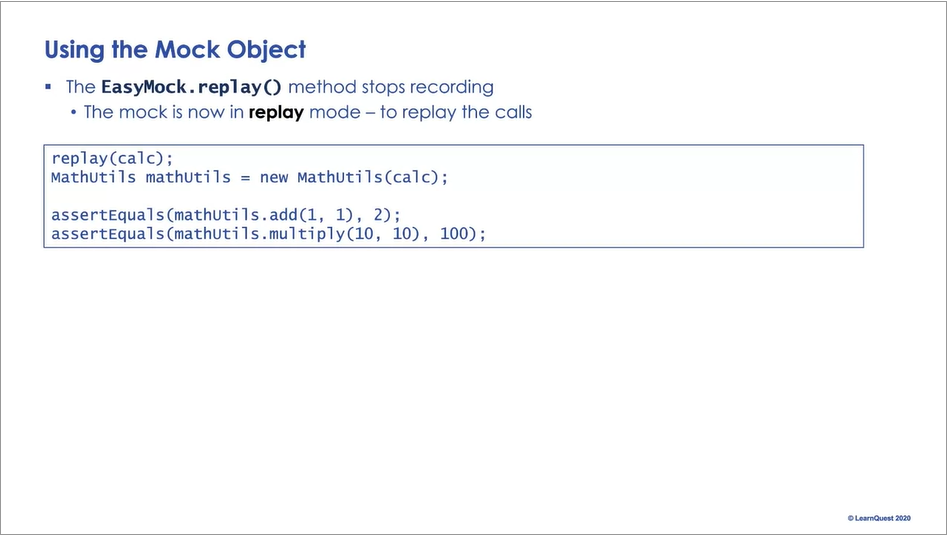 Using the Mock Object
▪ The EasyMock.replay() method stops recording
• The mock is now in replay mode – to replay the calls
replay(calc);
MathUtils mathUtils = new MathUtils(calc);
assertEquals(mathUtils.add(1, 1), 2);
assertEquals(mathUtils.multiply(10, 10), 100);
© LearnQuest 2020